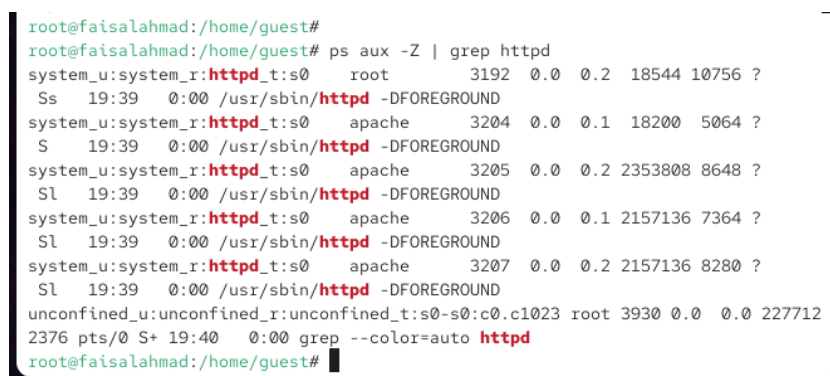 root@faisalahmad:/home/guest#
root@faisalahmad:/home/guest# ps aux -Z | grep httpd
system_u:system_r:httpd_t:s0    root        3192  0.0  0.2  18544 10756 ?
 Ss   19:39   0:00 /usr/sbin/httpd -DFOREGROUND
system_u:system_r:httpd_t:s0    apache      3204  0.0  0.1  18200  5064 ?
 S    19:39   0:00 /usr/sbin/httpd -DFOREGROUND
system_u:system_r:httpd_t:s0    apache      3205  0.0  0.2 2353808 8648 ?
 Sl   19:39   0:00 /usr/sbin/httpd -DFOREGROUND
system_u:system_r:httpd_t:s0    apache      3206  0.0  0.1 2157136 7364 ?
 Sl   19:39   0:00 /usr/sbin/httpd -DFOREGROUND
system_u:system_r:httpd_t:s0    apache      3207  0.0  0.2 2157136 8280 ?
 Sl   19:39   0:00 /usr/sbin/httpd -DFOREGROUND
unconfined_u:unconfined_r:unconfined_t:s0-s0:c0.c1023 root 3930 0.0  0.0 227712
2376 pts/0 S+ 19:40   0:00 grep --color=auto httpd
root@faisalahmad:/home/guest#